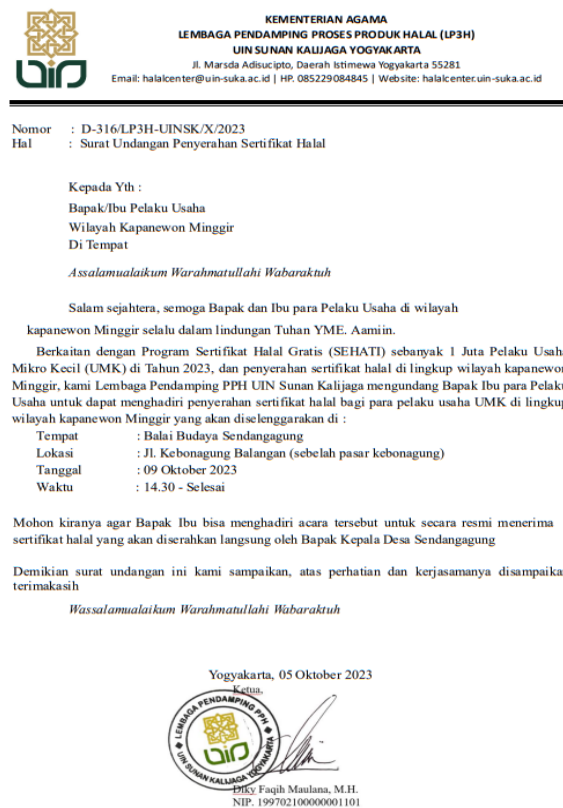 KEMENTERIAN AGAMA
LEMBAGA PENDAMPING PROSES PRODUK HALAL (LP3H)
UIN SUNAN KALIJAGA YOGYAKARTA
Jl. Marsda Adisucipto, Daerah Istimewa Yogyakarta 55281
Email: halalcenter@uin-suka.ac.id | HP. 085229084845 | Website: halalcenter.uin-suka.ac.id
uin
Nomor : D-316/LP3H-UINSK/X/2023
Hal : Surat Undangan Penyerahan Sertifikat Halal
Kepada Yth :
Bapak/Ibu Pelaku Usaha
Wilayah Kapanewon Minggir
Di Tempat
Assalamualaikum Warahmatullahi Wabaraktuh
Salam sejahtera, semoga Bapak dan Ibu para Pelaku Usaha di wilayah
kapanewon Minggir selalu dalam lindungan Tuhan YME. Aamiin.
Berkaitan dengan Program Sertifikat Halal Gratis (SEHATI) sebanyak 1 Juta Pelaku Usaha
Mikro Kecil (UMK) di Tahun 2023, dan penyerahan sertifikat halal di lingkup wilayah kapanewon
Minggir, kami Lembaga Pendamping PPH UIN Sunan Kalijaga mengundang Bapak Ibu para Pelaku
Usaha untuk dapat menghadiri penyerahan sertifikat halal bagi para pelaku usaha UMK di lingkup
wilayah kapanewon Minggir yang akan diselenggarakan di :
Tempat : Balai Budaya Sendangagung
Lokasi : Jl. Kebonagung Balangan (sebelah pasar kebonagung)
Tanggal : 09 Oktober 2023
Waktu : 14.30 - Selesai
Mohon kiranya agar Bapak Ibu bisa menghadiri acara tersebut untuk secara resmi menerima
sertifikat halal yang akan diserahkan langsung oleh Bapak Kepala Desa Sendangagung
Demikian surat undangan ini kami sampaikan, atas perhatian dan kerjasamanya disampaika
terimakasih
Wassalamualaikum Warahmatullahi Wabaraktuh
Yogyakarta, 05 Oktober 2023
Ketua,
LEMBAGA PENDAMPING PPH
uin
UIN SUNAN KALIJAGA YOGYAKARTA
Diky Faqih Maulana, M.H.
NIP. 199702100000001101